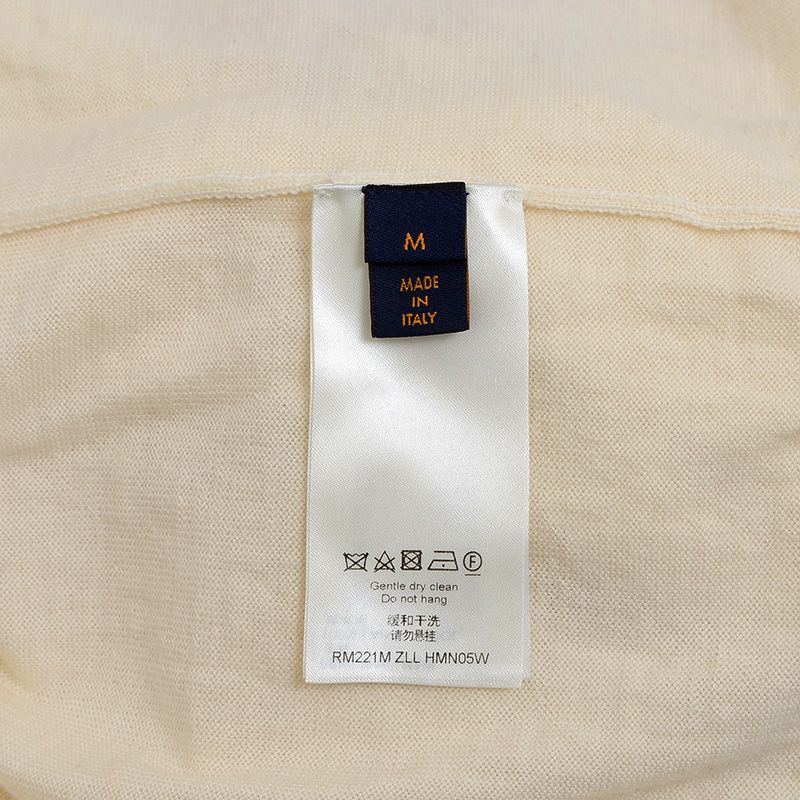 M
MADE
IN
ITALY
F
Gentle dry clean
Do not hang
缓和干洗
请勿悬挂
RM221M ZLL HMN05W